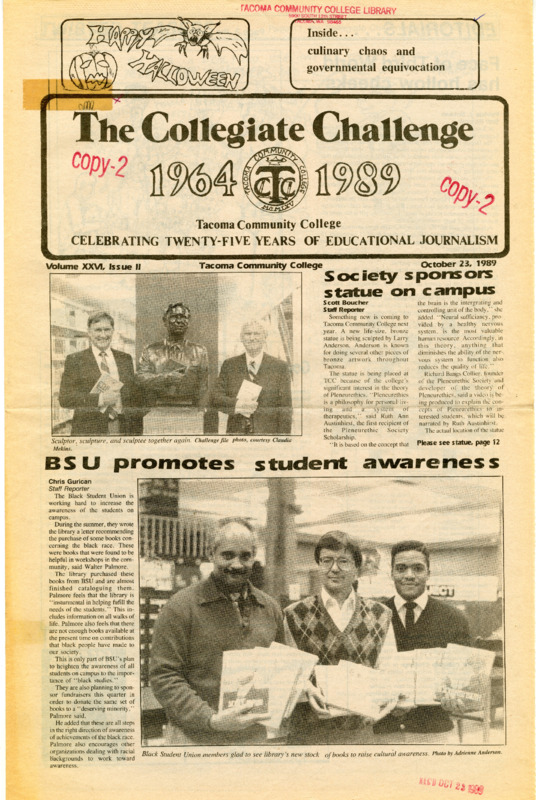 TACOMA COMMUNITY COLLEGE LIBRARY
HAPPY
HALLOWEEN
Inside. . .
culinary chaos and
governmental equivocation
The Collegiate Challenge
copy-2
1964
1989
TACOMA COMMUNITY COLLEGE
copy-2
Tacoma Community College
CELEBRATING TWENTY-FIVE YEARS OF EDUCATIONAL JOURNALISM
Volume XXVI, Issue II
Tacoma Community College
October 23, 1989
Sculptor, sculpture, and sculptee together again. Challenge file photo, courtesy Claudia
Mekins.
Society sponsors
statue on campus
Scott Boucher
Staff Reporter
Something new is coming to
Tacoma Community College next
year. A new life-size, bronze
statue is being sculpted by Larry
Anderson. Anderson is known
for doing several other pieces of
bronze artwork throughout
Tacoma.
The statue is being placed at
TCC because of the college's
significant interest in the theory
of Pleneurethics. "Pleneurethics
is a philosophy for personal liv-
ing and a system of
therapeutics," said Ruth Ann
Austinhirst, the first recipient of
the Pleneurethic Society
Scholarship.
"It is based on the concept that
the brain is the intergrating and
controlling unit of the body," she
added. "Neural sufficiancy, pro-
vided by a healthy nervous
system, is the most valuable
human resource. Accordingly, in
this theory, anything that
diminishes the ability of the ner-
vous system to function also
reduces the quality of life."
Richard Bangs Collier, founder
of the Pleneurethic Society and
developer of the theory of
Pleneurethics, said a video is be-
ing produced to explain the con-
cepts of Pleneurethics to in-
terested students, which will be
narrated by Ruth Austinhirst.
The actual location of the statue
Please see statue, page 12
BSU promotes student awareness
Chris Gurican
Staff Reporter
The Black Student Union is
working hard to increase the
awareness of the students on
campus.
During the summer, they wrote
the library a letter recommending
the purchase of some books con-
cerning the black race. These
were books that were found to be
helpful in workshops in the com-
munity, said Walter Palmore.
The library purchased these
books from BSU and are almost
finished cataloguing them.
Palmore feels that the library is
"instrumental in helping fulfill the
needs of the students." This in-
cludes information on all walks of
life. Palmore also feels that there
are not enough books available at
the present time on contributions
that black people have made to
our society.
This is only part of BSU's plan
to heighten the awareness of all
students on campus to the impor-
tance of "black studies."
They are also planning to spon-
sor fundraisers this quarter in
order to donate the same set of
books to a "deserving minority,"
Palmore said.
He added that these are all steps
in the right direction of awareness
of achievements of the black race.
Palmore also encourages other
organizations dealing with racial
backgrounds to work toward
awareness.
Black Student Union members glad to see library's new stock of books to raise cultural awareness. Photo by Adrienne Anderson.
REC'D OCT 23 1989